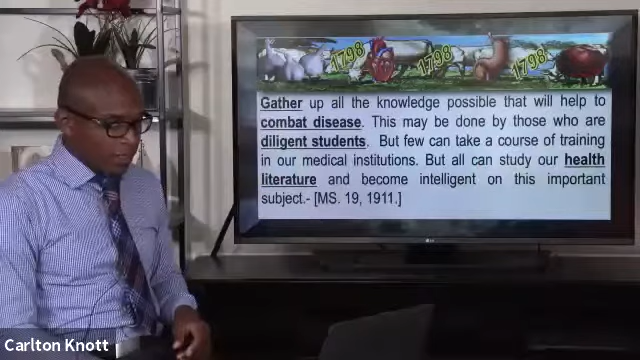 1798 1798 1798
Gather up all the knowledge possible that will help to
combat disease. This may be done by those who are
diligent students. But few can take a course of training
in our medical institutions. But all can study our health
literature and become intelligent on this important
subject.- [MS. 19, 1911.]
LG
Carlton Knott